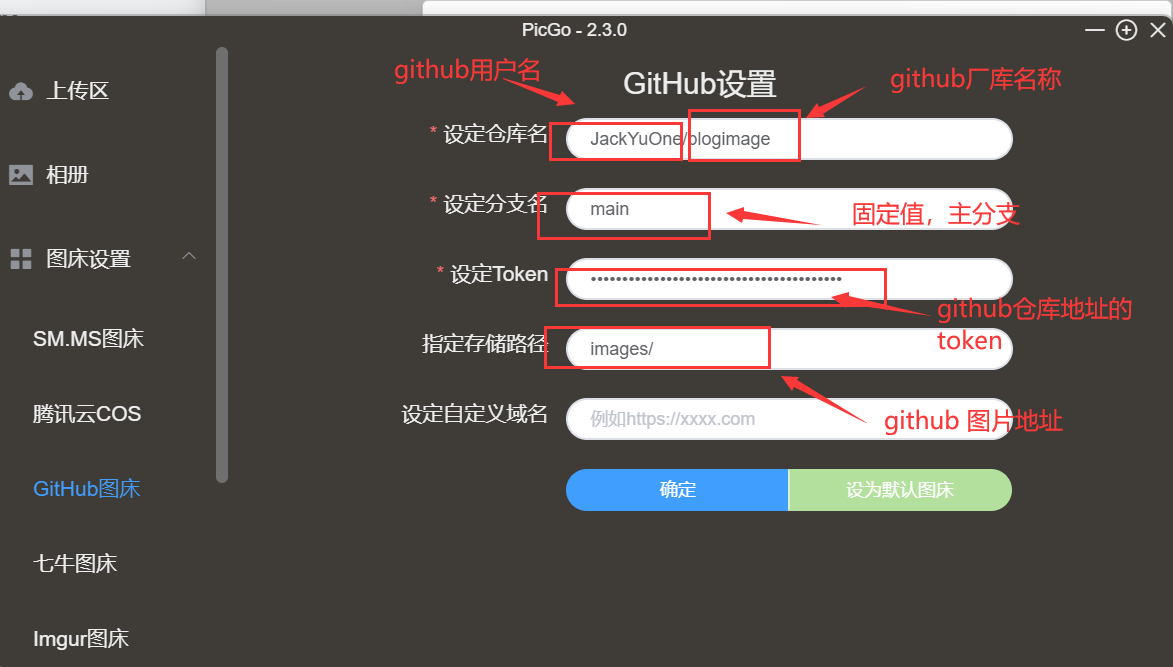 PicGo - 2.3.0
上传区
相册
图床设置
SM.MS图床
腾讯云COS
GitHub图床
七牛图床
Imgur图床
github用户名
GitHub设置
github厂库名称
* 设定仓库名
JackYuOne/blogimage
* 设定分支名
main
固定值，主分支
* 设定Token
••••••••••••••••••••••••••••••••••••••••
github仓库地址的
token
指定存储路径
images/
设定自定义域名
例如https://xxxx.com
github 图片地址
确定
设为默认图床